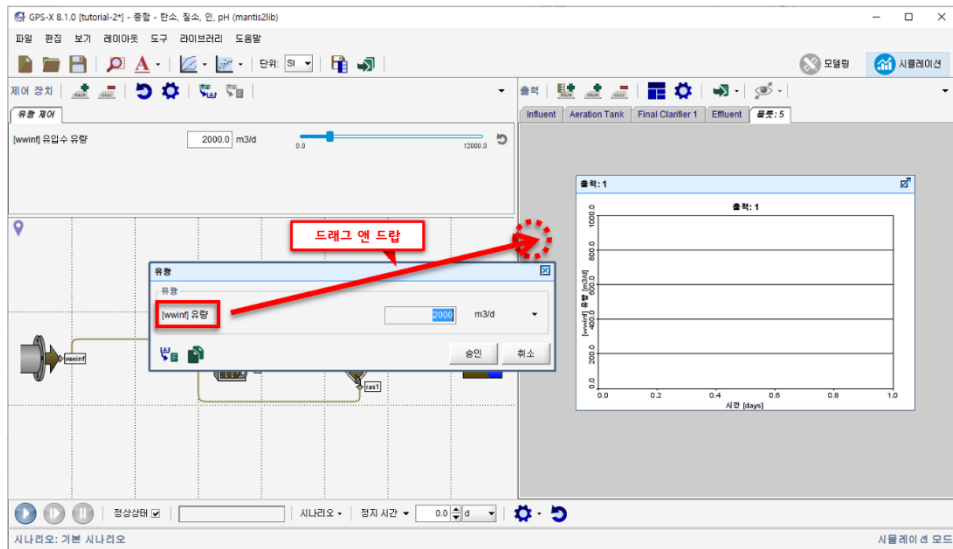 GPS-X 8.1.0 [tutorial-2*] - 종합 - 탄소, 질소, 인, pH (mantis2lib)
파일 편집 보기 레이아웃 도구 라이브러리 도움말
단위: SI
모델링
시뮬레이션
제어 장치
유량 제어
[wwinf] 유입수 유량 2000.0 m3/d 0.0 12000.0
출력
Influent Aeration Tank Final Clarifier 1 Effluent 플롯: 5
출력: 1
출력: 1
1000.0
800.0
600.0
400.0
200.0
0.0
[wwinf] 유량 [m3/d]
0.0 0.2 0.4 0.6 0.8 1.0
시간 [days]
드래그 앤 드랍
유량
유량
[wwinf] 유량 2000 m3/d
승인 취소
wwinf
ras1
정상상태 시나리오 정지 시간 0.0 d
시나리오: 기본 시나리오
시뮬레이션 모드